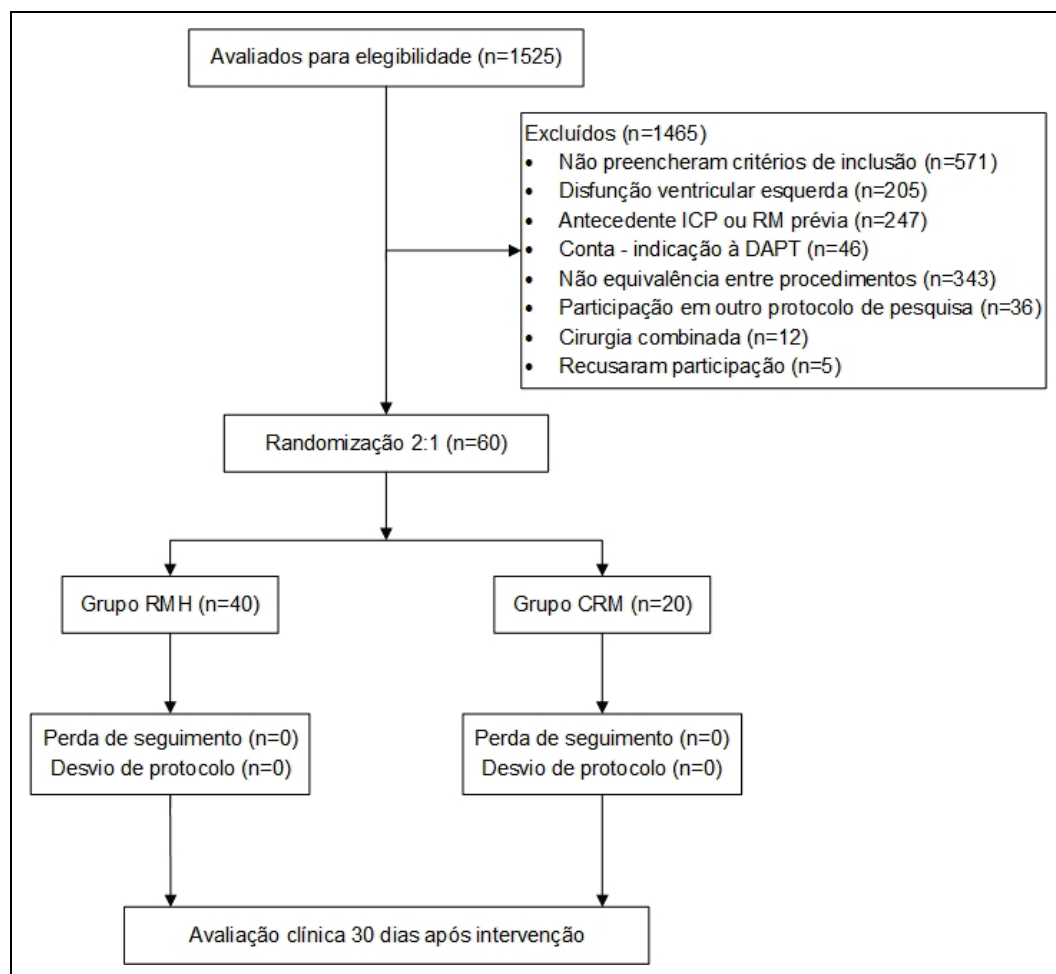 Avaliados para elegibilidade (n=1525)
Excluídos (n=1465)
• Não preencheram critérios de inclusão (n=571)
• Disfunção ventricular esquerda (n=205)
• Antecedente ICP ou RM prévia (n=247)
• Conta - indicação à DAPT (n=46)
• Não equivalência entre procedimentos (n=343)
• Participação em outro protocolo de pesquisa (n=36)
• Cirurgia combinada (n=12)
• Recusaram participação (n=5)
Randomização 2:1 (n=60)
Grupo RMH (n=40)
Grupo CRM (n=20)
Perda de seguimento (n=0)
Desvio de protocolo (n=0)
Perda de seguimento (n=0)
Desvio de protocolo (n=0)
Avaliação clínica 30 dias após intervenção